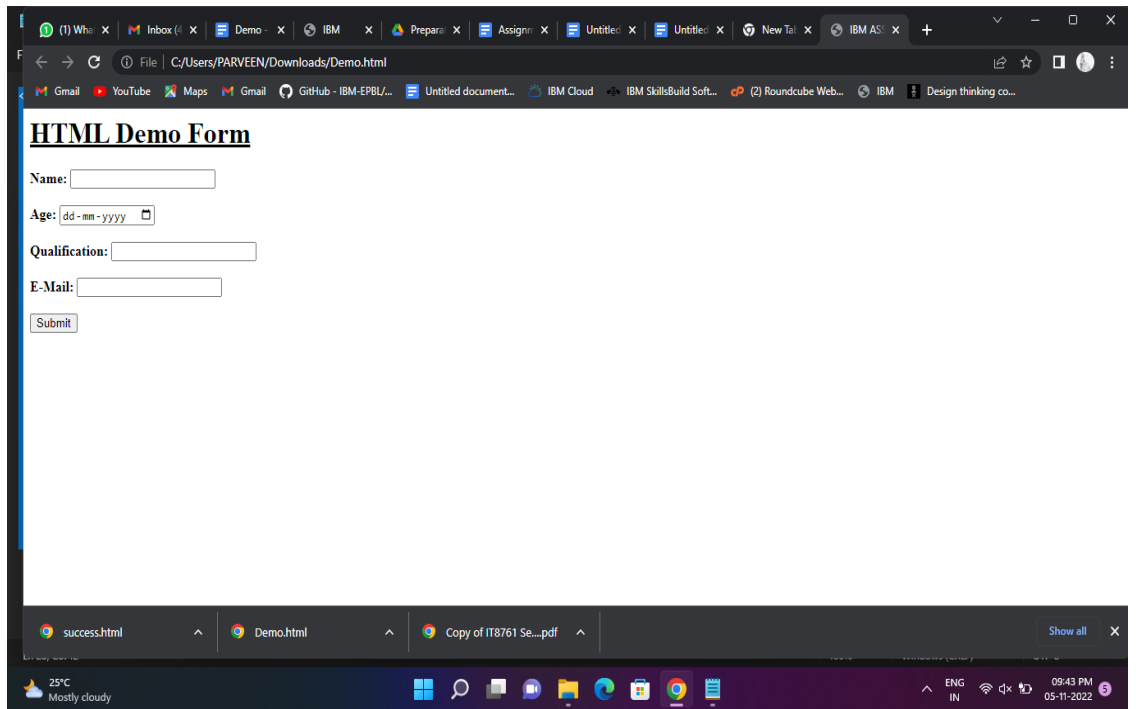 (1) Wha
Inbox (4
Demo -
IBM
Prepara
Assignm
Untitled
Untitled
New Tal
IBM ASS
File
C:/Users/PARVEEN/Downloads/Demo.html
Gmail
YouTube
Maps
Gmail
GitHub - IBM-EPBL/...
Untitled document...
IBM Cloud
IBM SkillsBuild Soft...
(2) Roundcube Web...
IBM
Design thinking co...
HTML Demo Form
Name:
Age: dd-mm-yyyy
Qualification:
E-Mail:
Submit
success.html
Demo.html
Copy of IT8761 Se....pdf
Show all
25°C
Mostly cloudy
ENG
IN
09:43 PM
05-11-2022
5